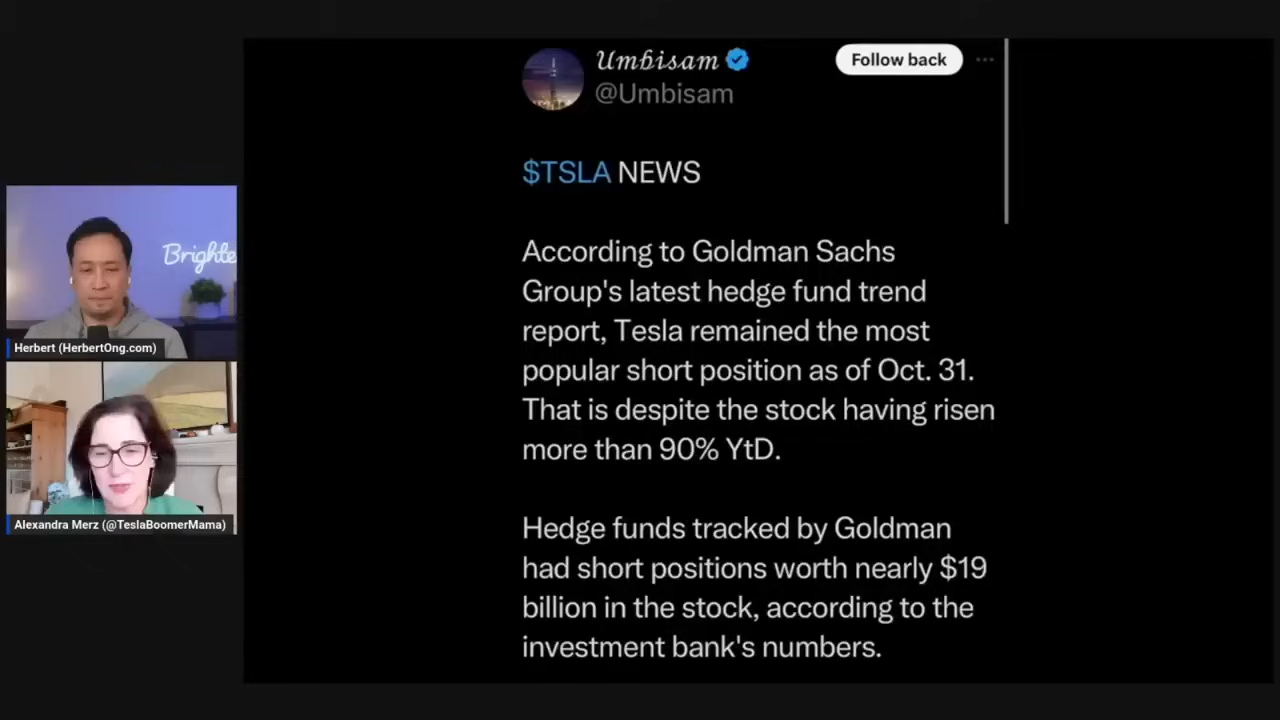 Umbisam
Follow back
@Umbisam
$TSLA NEWS
According to Goldman Sachs
Group's latest hedge fund trend
report, Tesla remained the most
popular short position as of Oct. 31.
That is despite the stock having risen
more than 90% YtD.
Hedge funds tracked by Goldman
had short positions worth nearly $19
billion in the stock, according to the
investment bank's numbers.
Brighte
Herbert (HerbertOng.com)
Alexandra Merz (@TeslaBoomerMama)